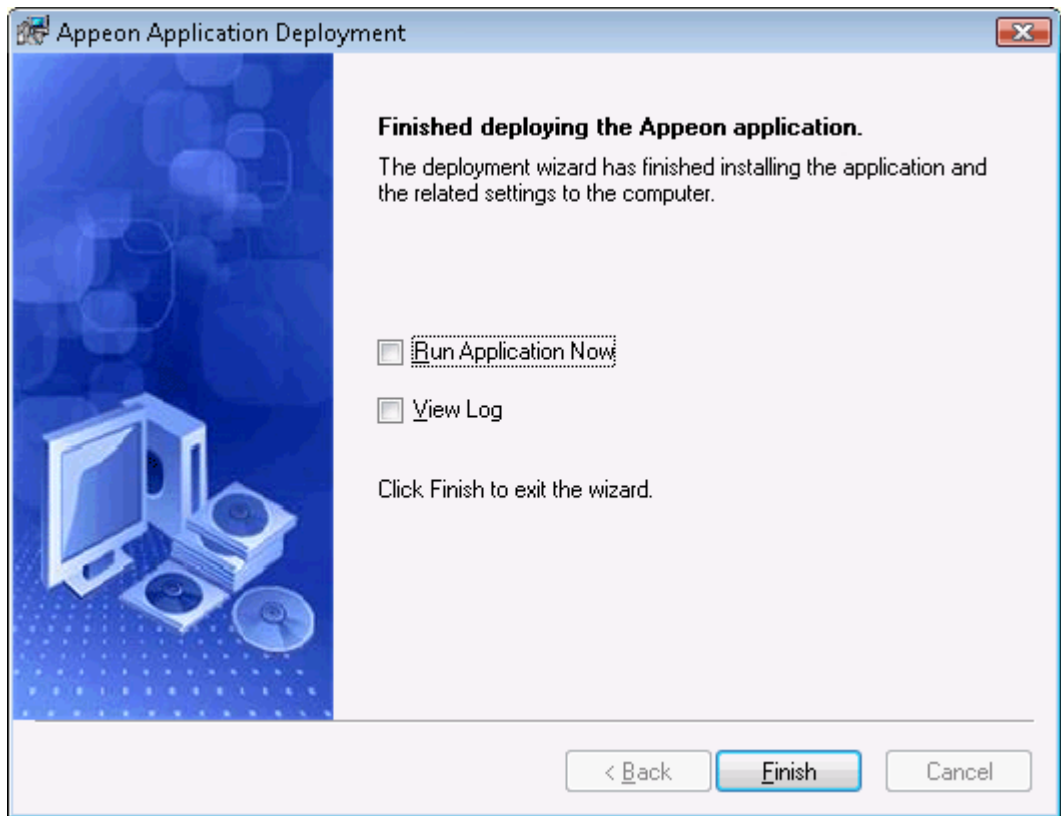 Appeon Application Deployment
Finished deploying the Appeon application.
The deployment wizard has finished installing the application and
the related settings to the computer.
Run Application Now
View Log
Click Finish to exit the wizard.
< Back Finish Cancel